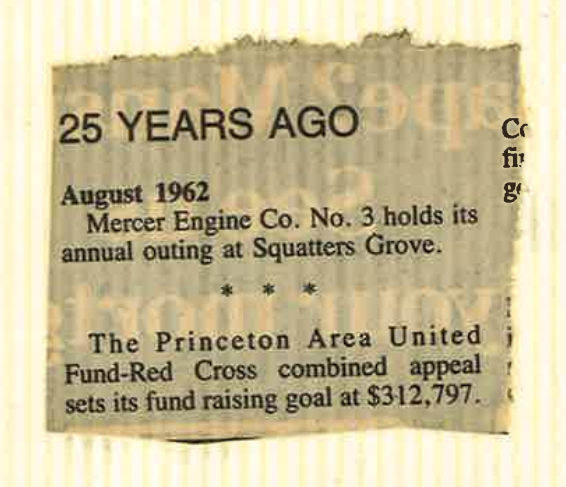 25 YEARS AGO
August 1962
Mercer Engine Co. No. 3 holds its
annual outing at Squatters Grove.
* * *
The Princeton Area United
Fund-Red Cross combined appeal
sets its fund raising goal at $312,797.